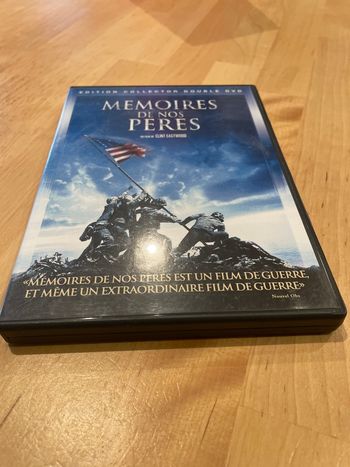 EDITION COLLECTOR DOUBLE DVD
MEMOIRES
DE NOS
PERES
UN FILM DE CLINT EASTWOOD
«MEMOIRES DE NOS PERES EST UN FILM DE GUERRE,
ET MÊME UN EXTRAORDINAIRE FILM DE GUERRE»
Nouvel Obs